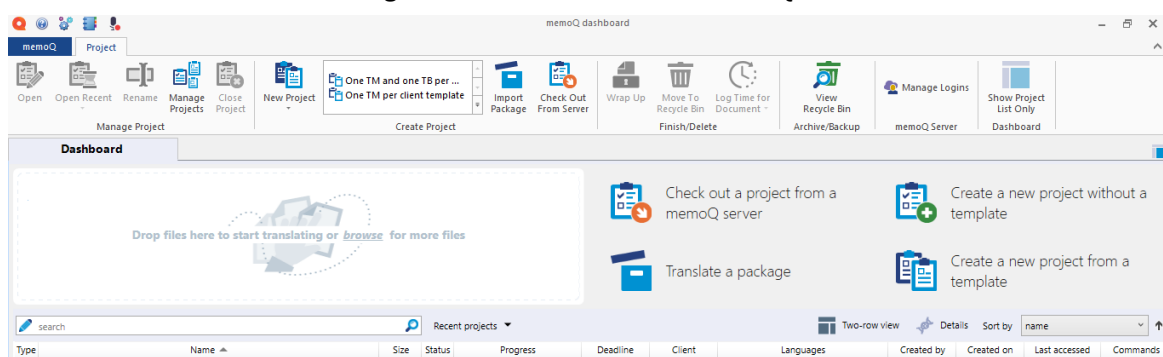 memoQ dashboard
memoQ Project
Open
Open Recent
Rename
Manage
Projects
Close
Project
Manage Project
New Project
One TM and one TB per ...
One TM per client template
Import
Package
Check Out
From Server
Create Project
Wrap Up
Move To
Recycle Bin
Log Time for
Document
Finish/Delete
View
Recycle Bin
Archive/Backup
Manage Logins
memoQ Server
Show Project
List Only
Dashboard
Dashboard
Drop files here to start translating or browse for more files
Check out a project from a
memoQ server
Create a new project without a
template
Translate a package
Create a new project from a
template
search
Recent projects
Two-row view
Details
Sort by
name
Type Name Size Status Progress Deadline Client Languages Created by Created on Last accessed Commands